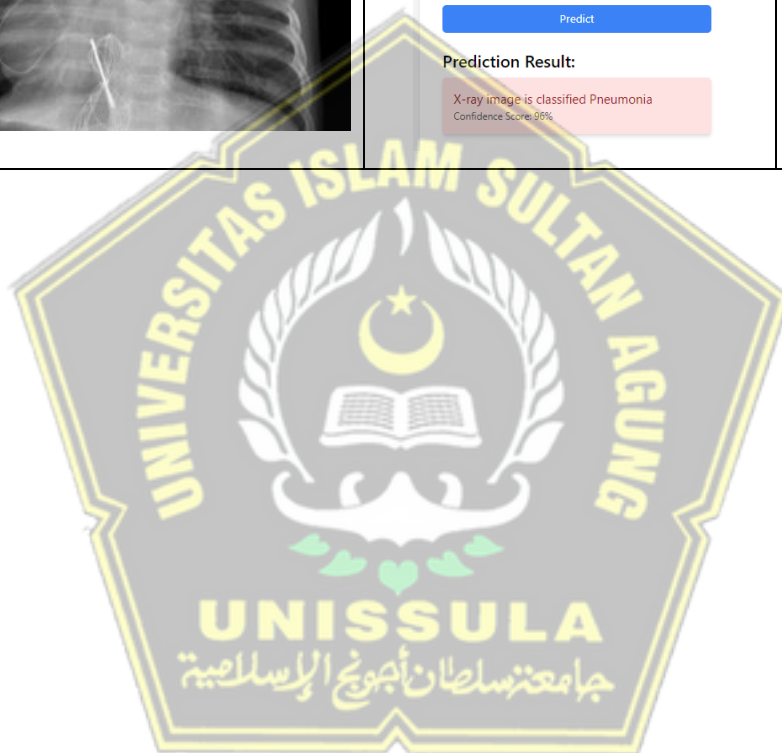 Predict
Prediction Result:
X-ray image is classified Pneumonia
Confidence Score: 96%
UNIVERSITAS ISLAM SULTAN AGUNG
UNISSULA
جامعة سلطان أجونج الإسلامية